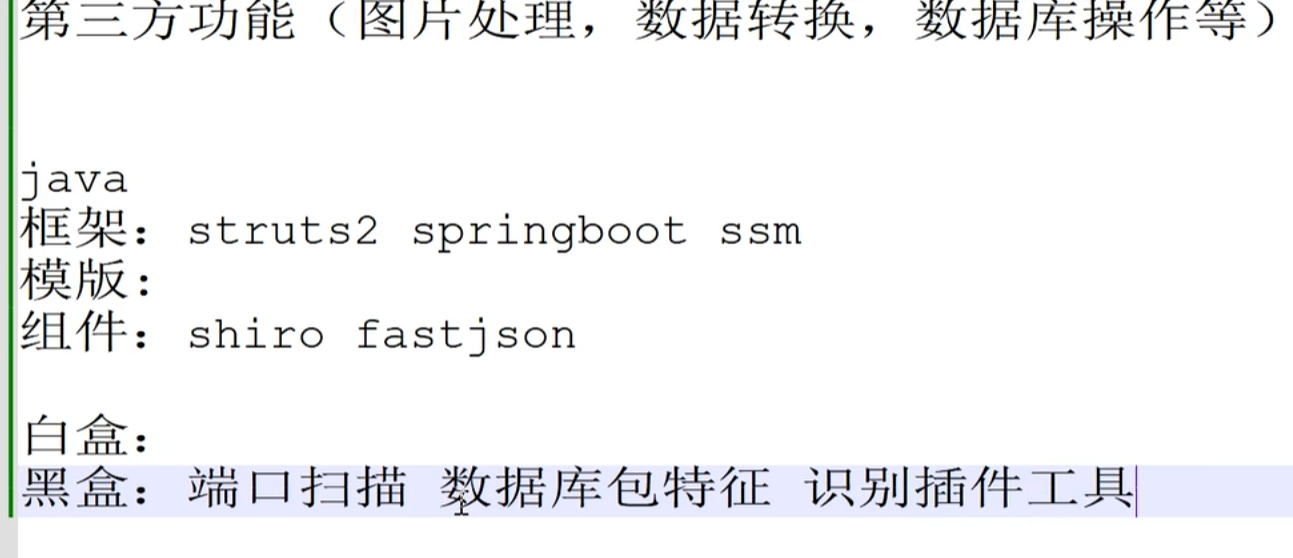 第三方功能（图片处理，数据转换，数据库操作等）
java
框架：struts2 springboot ssm
模版：
组件：shiro fastjson
白盒：
黑盒：端口扫描 数据库包特征 识别插件工具